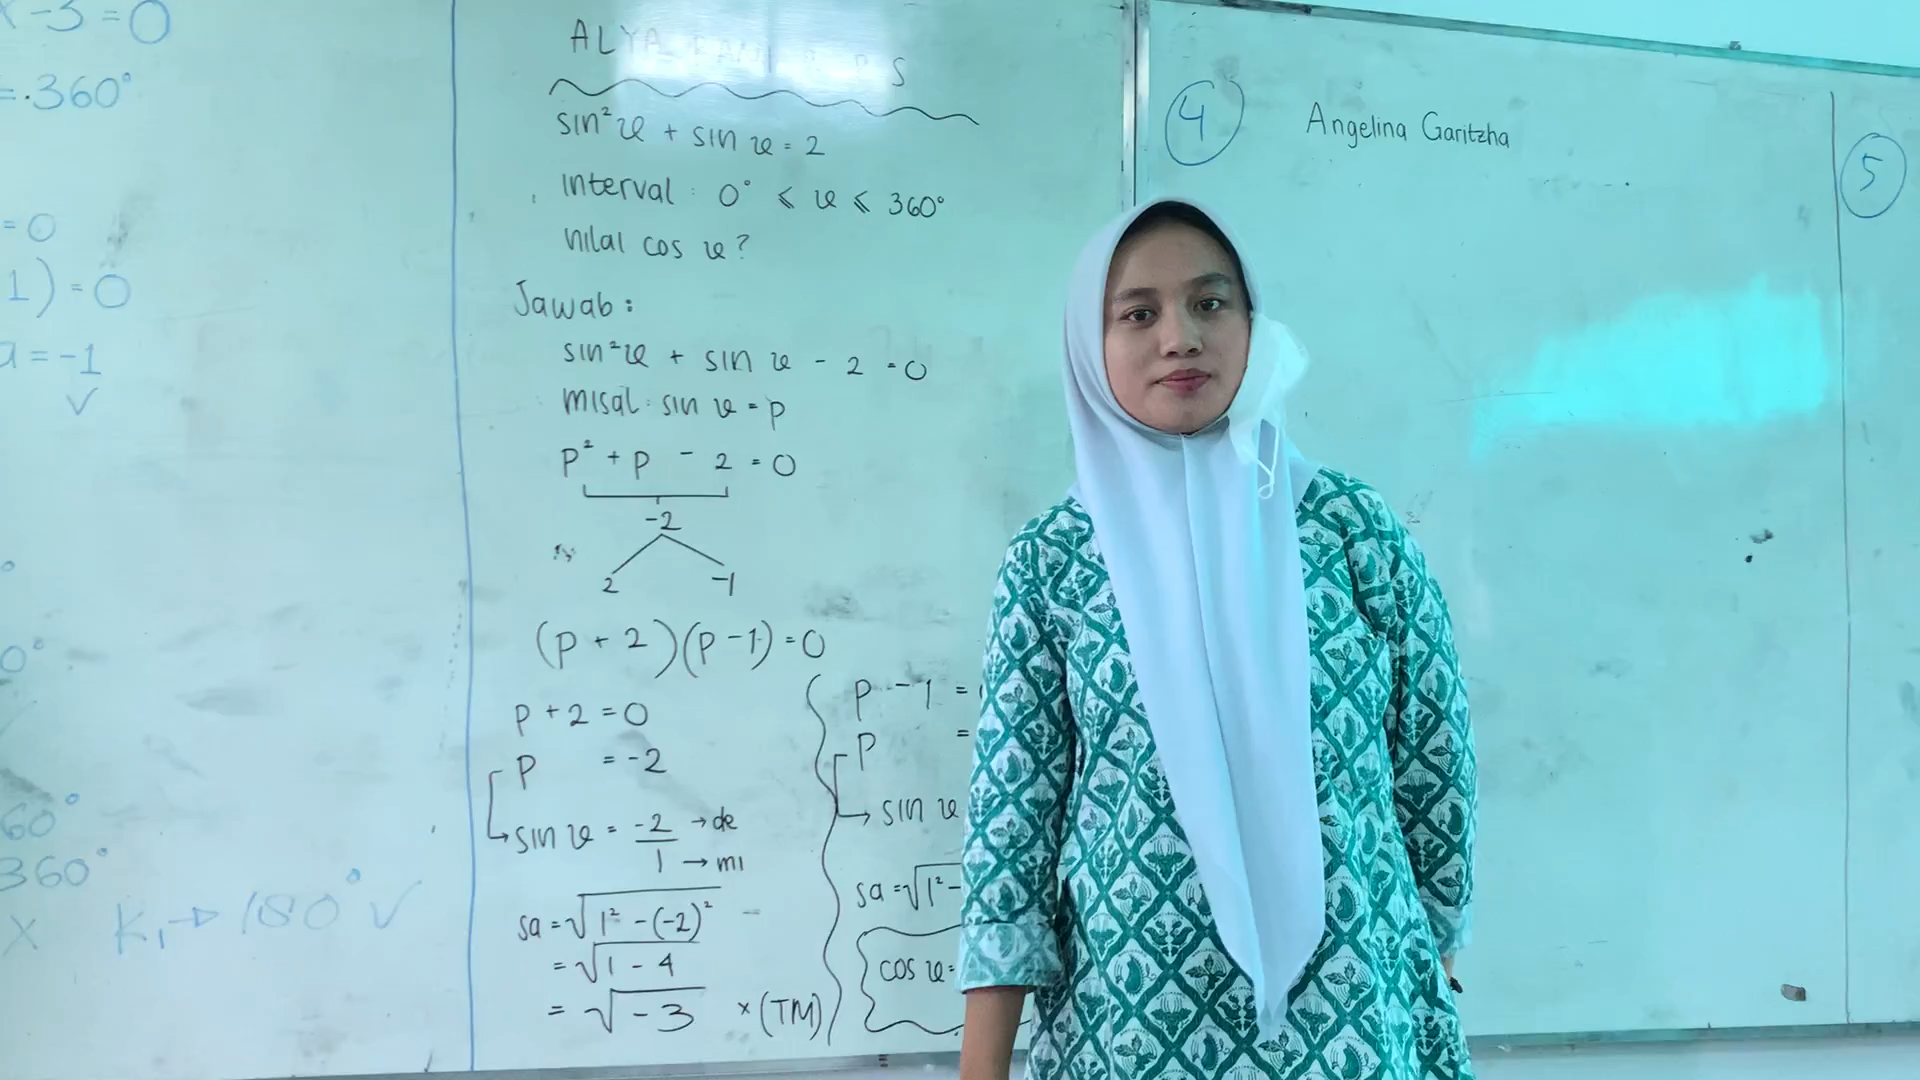 x - 3 = 0
= .360°
= 0
1) = 0
a = -1
✓
0°
60°
360°
X K₁ → 180° ✓
ALYA S
sin²x + sin x = 2
Interval : 0° ⩽ x ⩽ 360°
nilai cos x?
Jawab :
sin²x + sin x - 2 = 0
misal : sin x = p
p² + p - 2 = 0
-2
2 -1
(p + 2)(p - 1) = 0
p + 2 = 0
p = -2
↳ sin x = -2/1 → de → mi
sa = √1² - (-2)²
= √1 - 4
= √-3 × (TM)
p - 1 =
p =
↳ sin x
sa = √1² -
cos x =
4 Angelina Garitzha
5